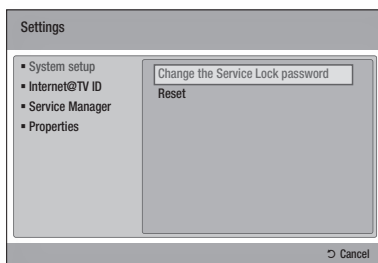 Settings
▪ System setup
▪ Internet@TV ID
▪ Service Manager
▪ Properties
Change the Service Lock password
Reset
⮌ Cancel